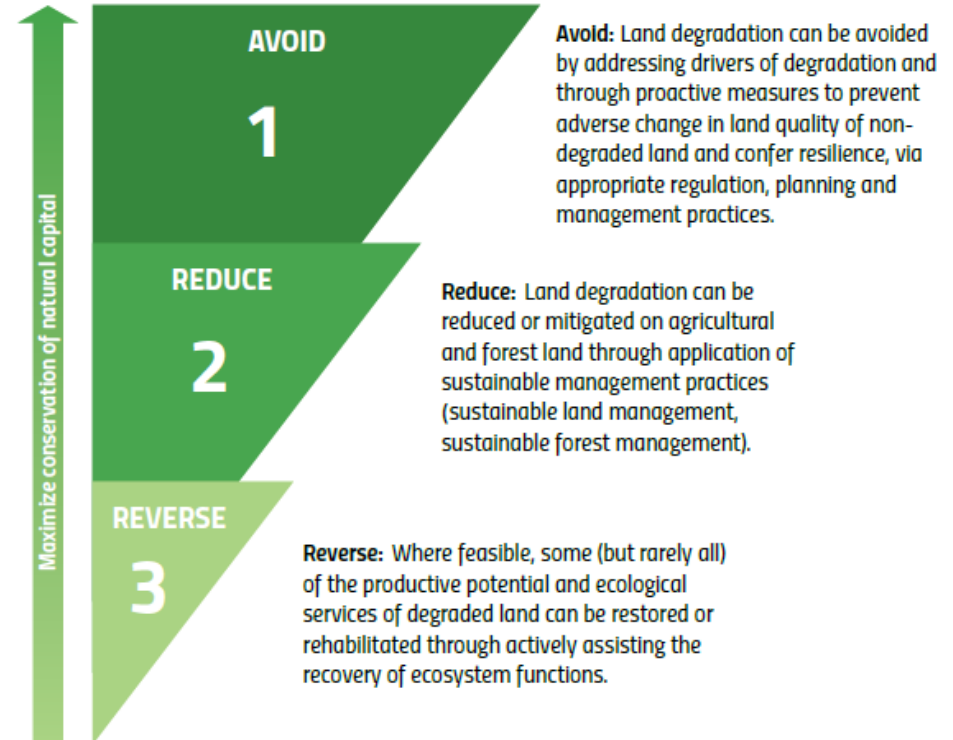 Maximize conservation of natural capital
AVOID
1
Avoid: Land degradation can be avoided
by addressing drivers of degradation and
through proactive measures to prevent
adverse change in land quality of non-
degraded land and confer resilience, via
appropriate regulation, planning and
management practices.
REDUCE
2
Reduce: Land degradation can be
reduced or mitigated on agricultural
and forest land through application of
sustainable management practices
(sustainable land management,
sustainable forest management).
REVERSE
3
Reverse: Where feasible, some (but rarely all)
of the productive potential and ecological
services of degraded land can be restored or
rehabilitated through actively assisting the
recovery of ecosystem functions.